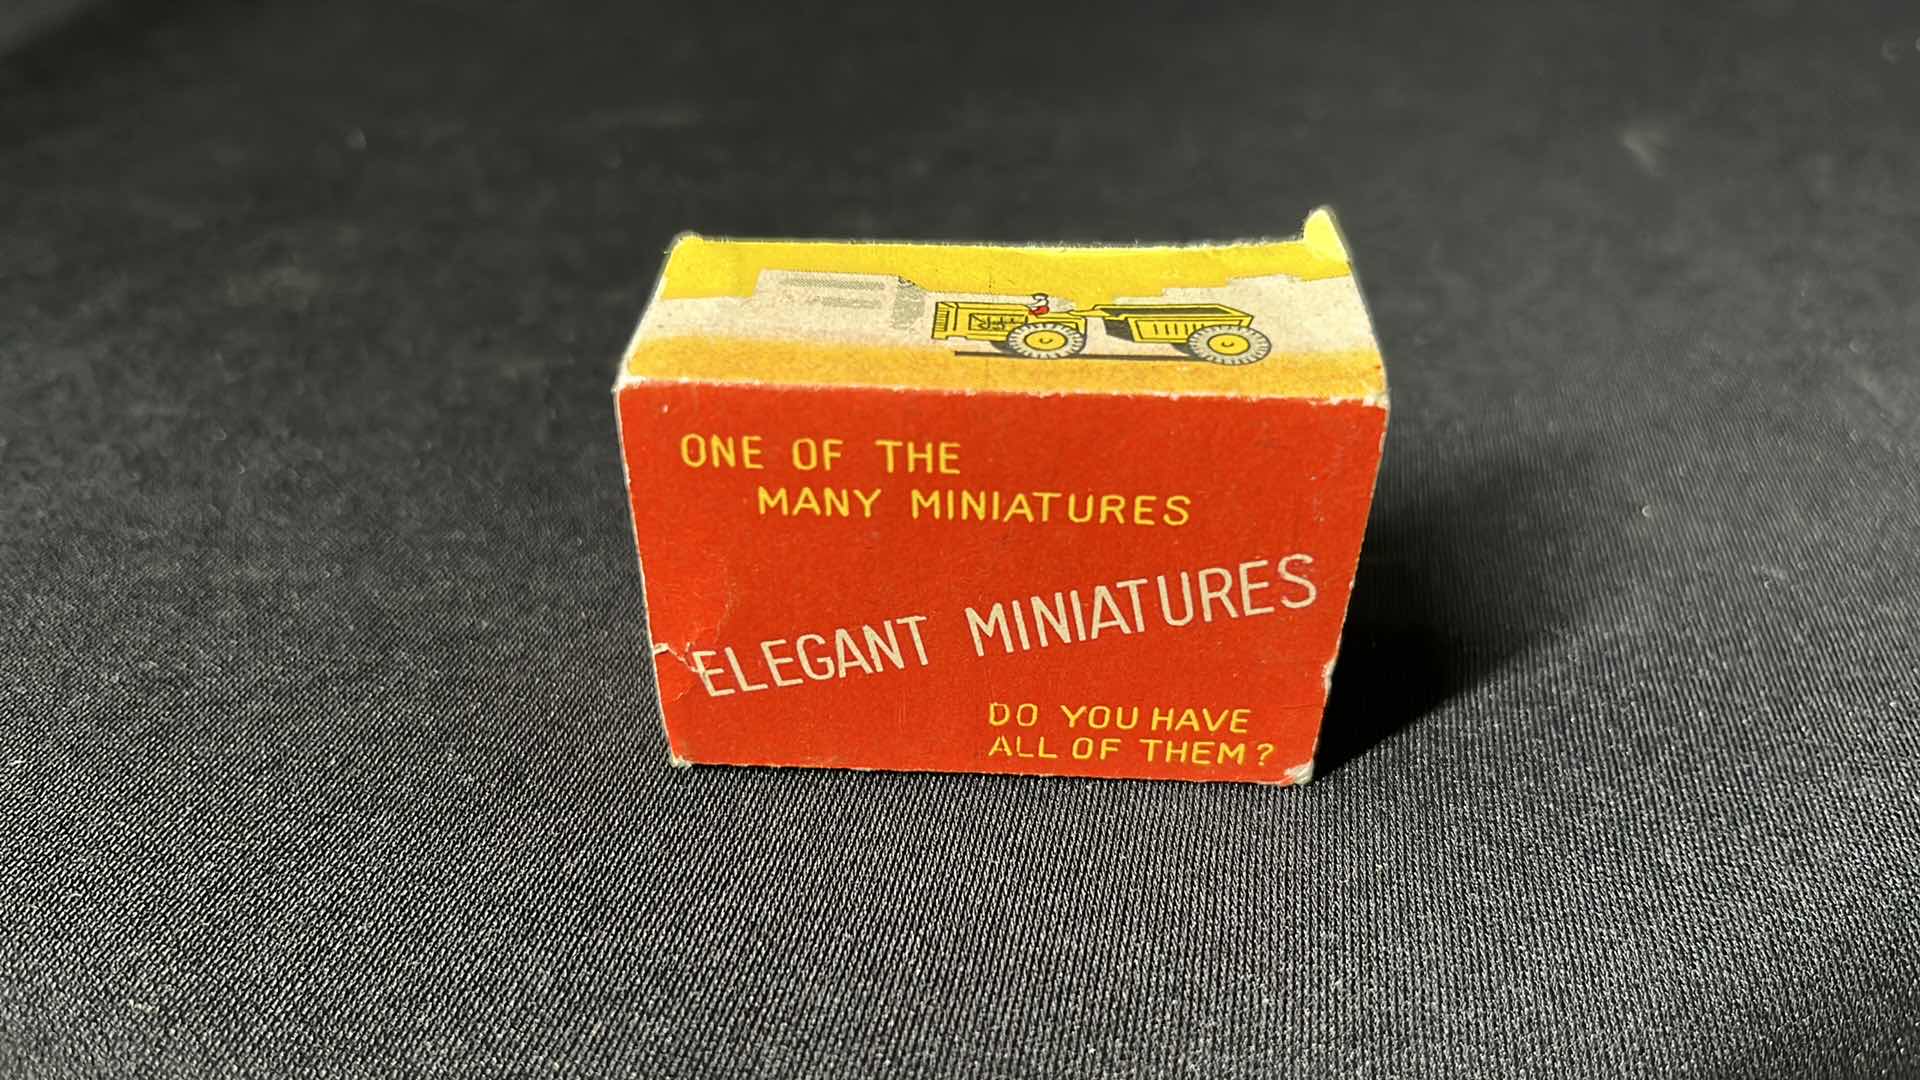 ONE OF THE
MANY MINIATURES
ELEGANT MINIATURES
DO YOU HAVE
ALL OF THEM?